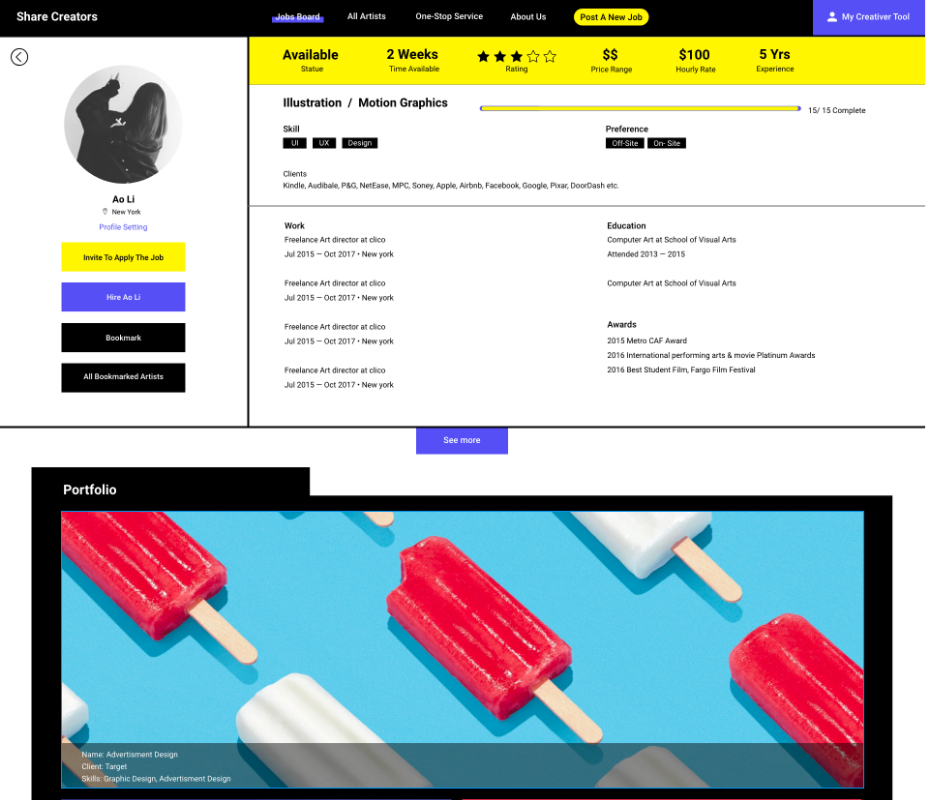 Share Creators
Jobs Board
All Artists
One-Stop Service
About Us
Post A New Job
My Creativer Tool
Ao Li
New York
Profile Setting
Invite To Apply The Job
Hire Ao Li
Bookmark
All Bookmarked Artists
Available
Statue
2 Weeks
Time Available
Rating
$$
Price Range
$100
Hourly Rate
5 Yrs
Experience
Illustration / Motion Graphics
15/ 15 Complete
Skill
UI UX Design
Preference
Off-Site On- Site
Clients
Kindle, Audibale, P&G, NetEase, MPC, Soney, Apple, Airbnb, Facebook, Google, Pixar, DoorDash etc.
Work
Freelance Art director at clico
Jul 2015 — Oct 2017 • New york
Freelance Art director at clico
Jul 2015 — Oct 2017 • New york
Freelance Art director at clico
Jul 2015 — Oct 2017 • New york
Freelance Art director at clico
Jul 2015 — Oct 2017 • New york
Education
Computer Art at School of Visual Arts
Attended 2013 — 2015
Computer Art at School of Visual Arts
Awards
2015 Metro CAF Award
2016 International performing arts & movie Platinum Awards
2016 Best Student Film, Fargo Film Festival
See more
Portfolio
Name: Advertisment Design
Client: Target
Skills: Graphic Design, Advertisment Design